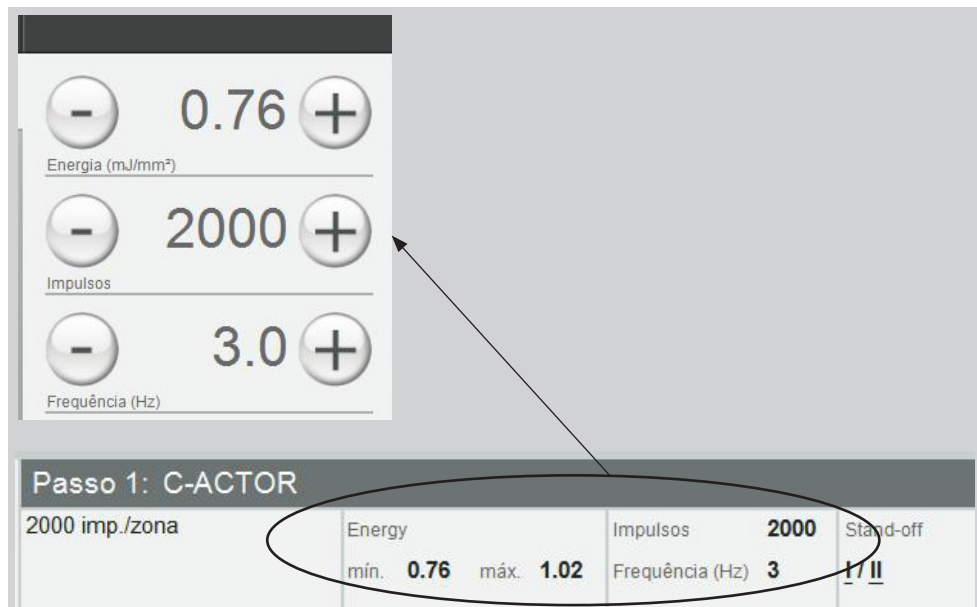 - 0.76 +
Energia (mJ/mm²)
- 2000 +
Impulsos
- 3.0 +
Frequência (Hz)
Passo 1: C-ACTOR
2000 imp./zona
Energy
mín. 0.76 máx. 1.02
Impulsos 2000
Frequência (Hz) 3
Stand-off
I / II